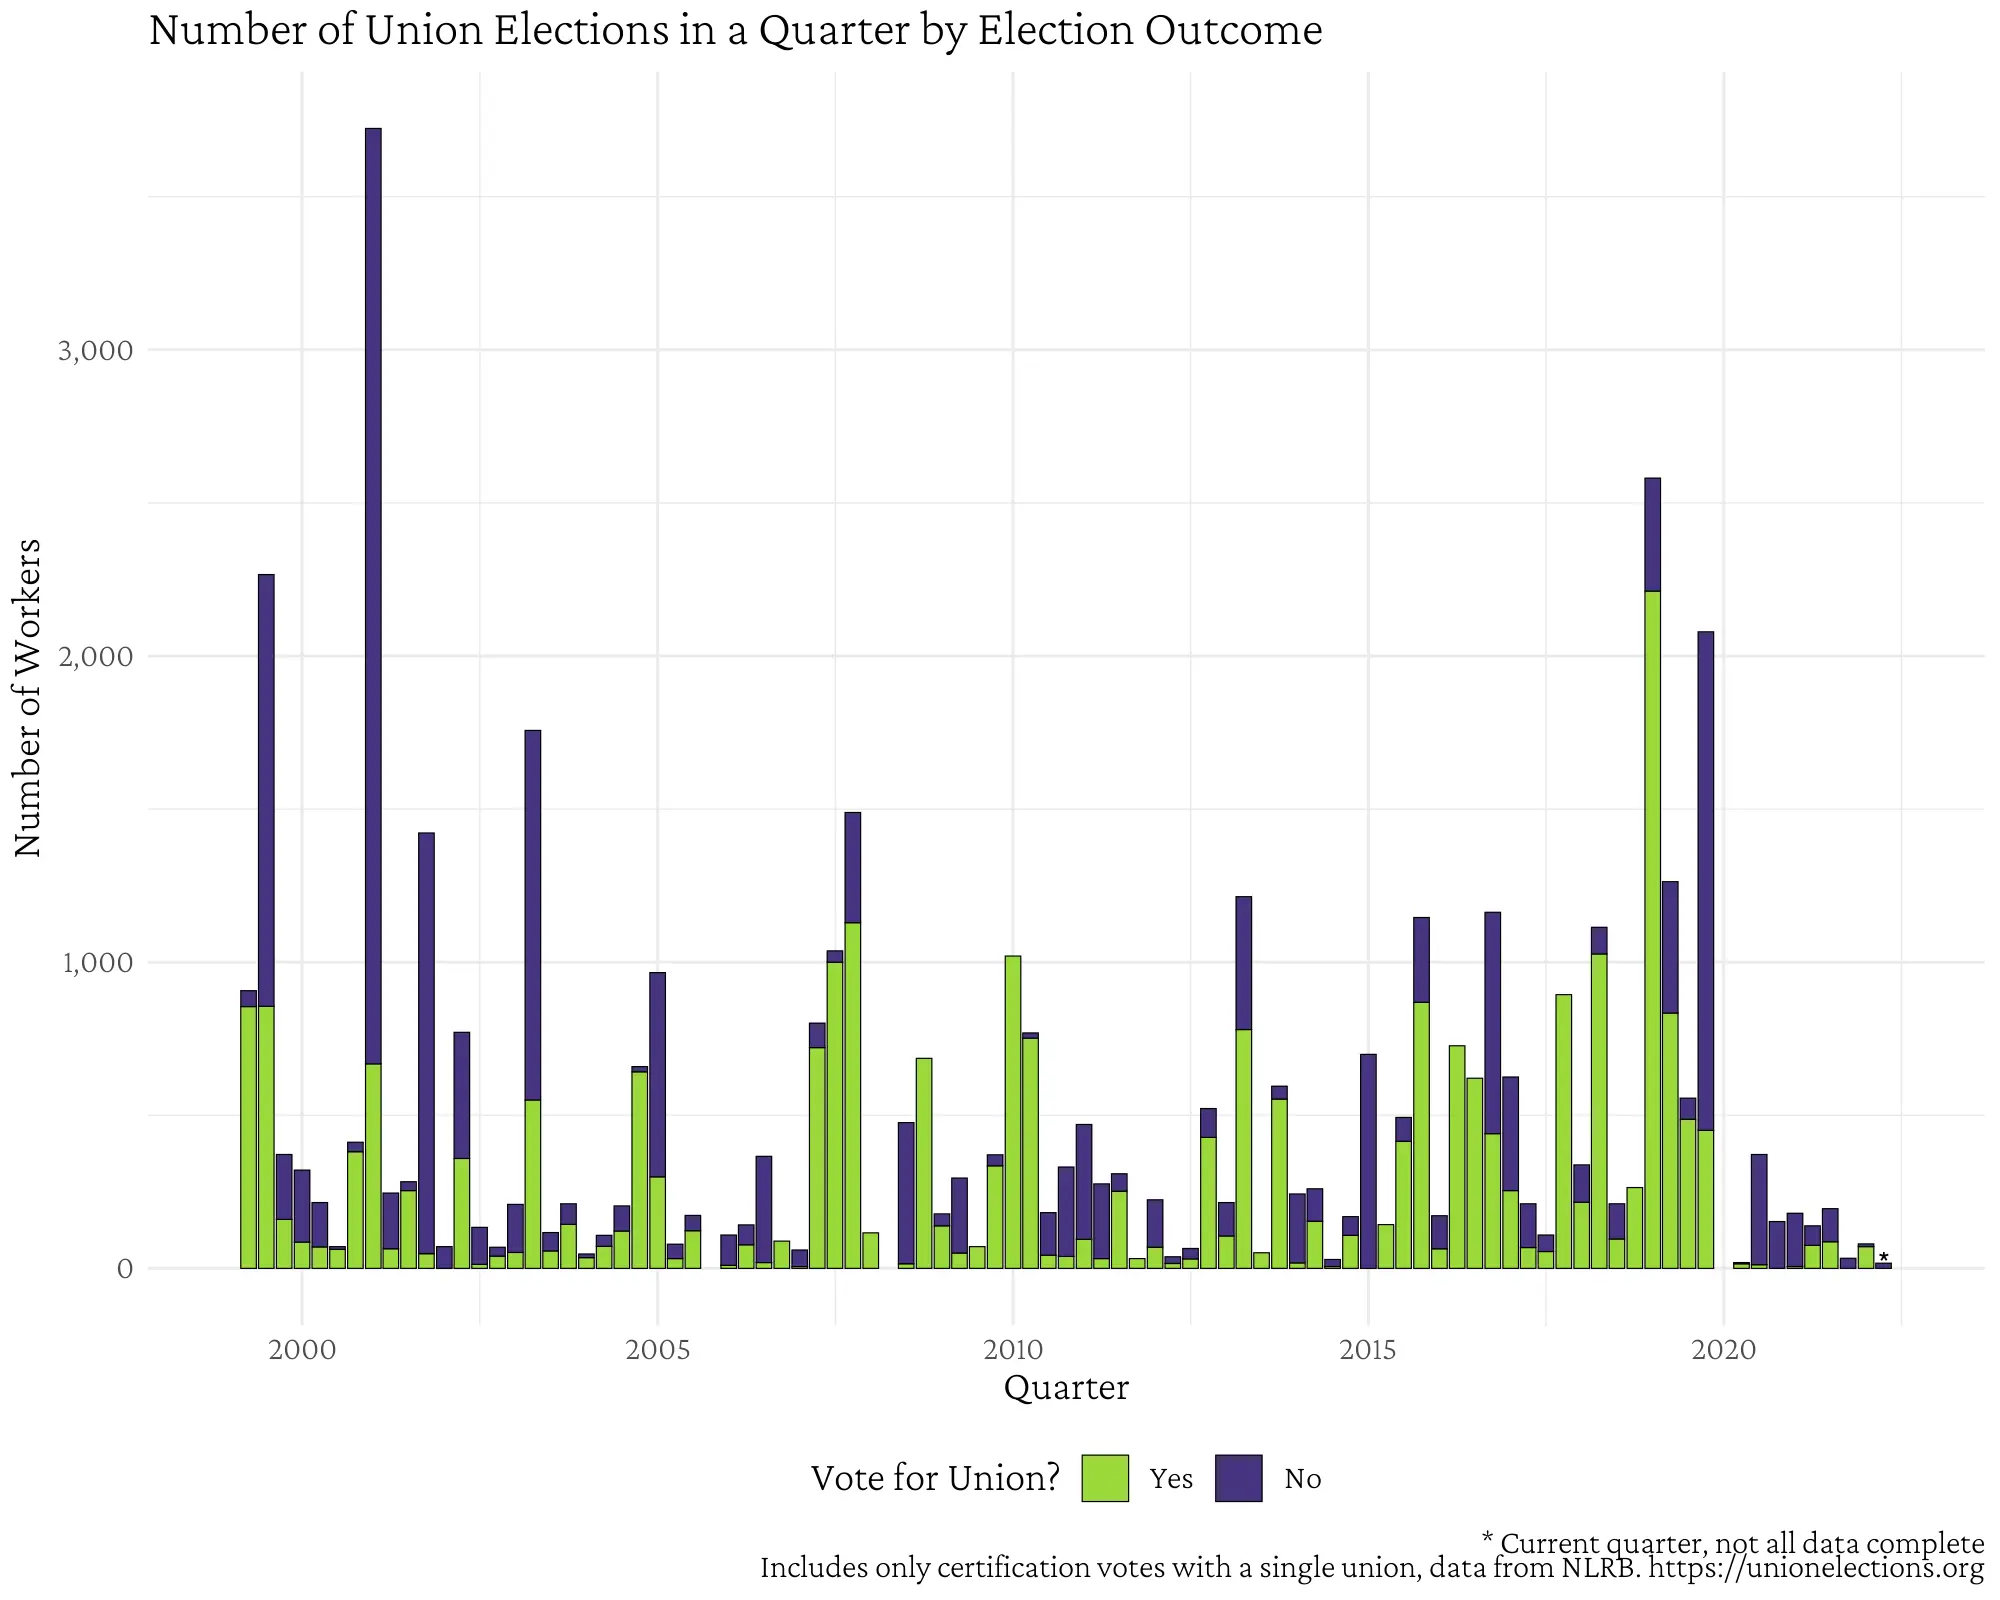 Number of Union Elections in a Quarter by Election Outcome
Number of Workers
3,000
2,000
1,000
0
*
2000 2005 2010 2015 2020
Quarter
Vote for Union? Yes No
* Current quarter, not all data complete
Includes only certification votes with a single union, data from NLRB. https://unionelections.org